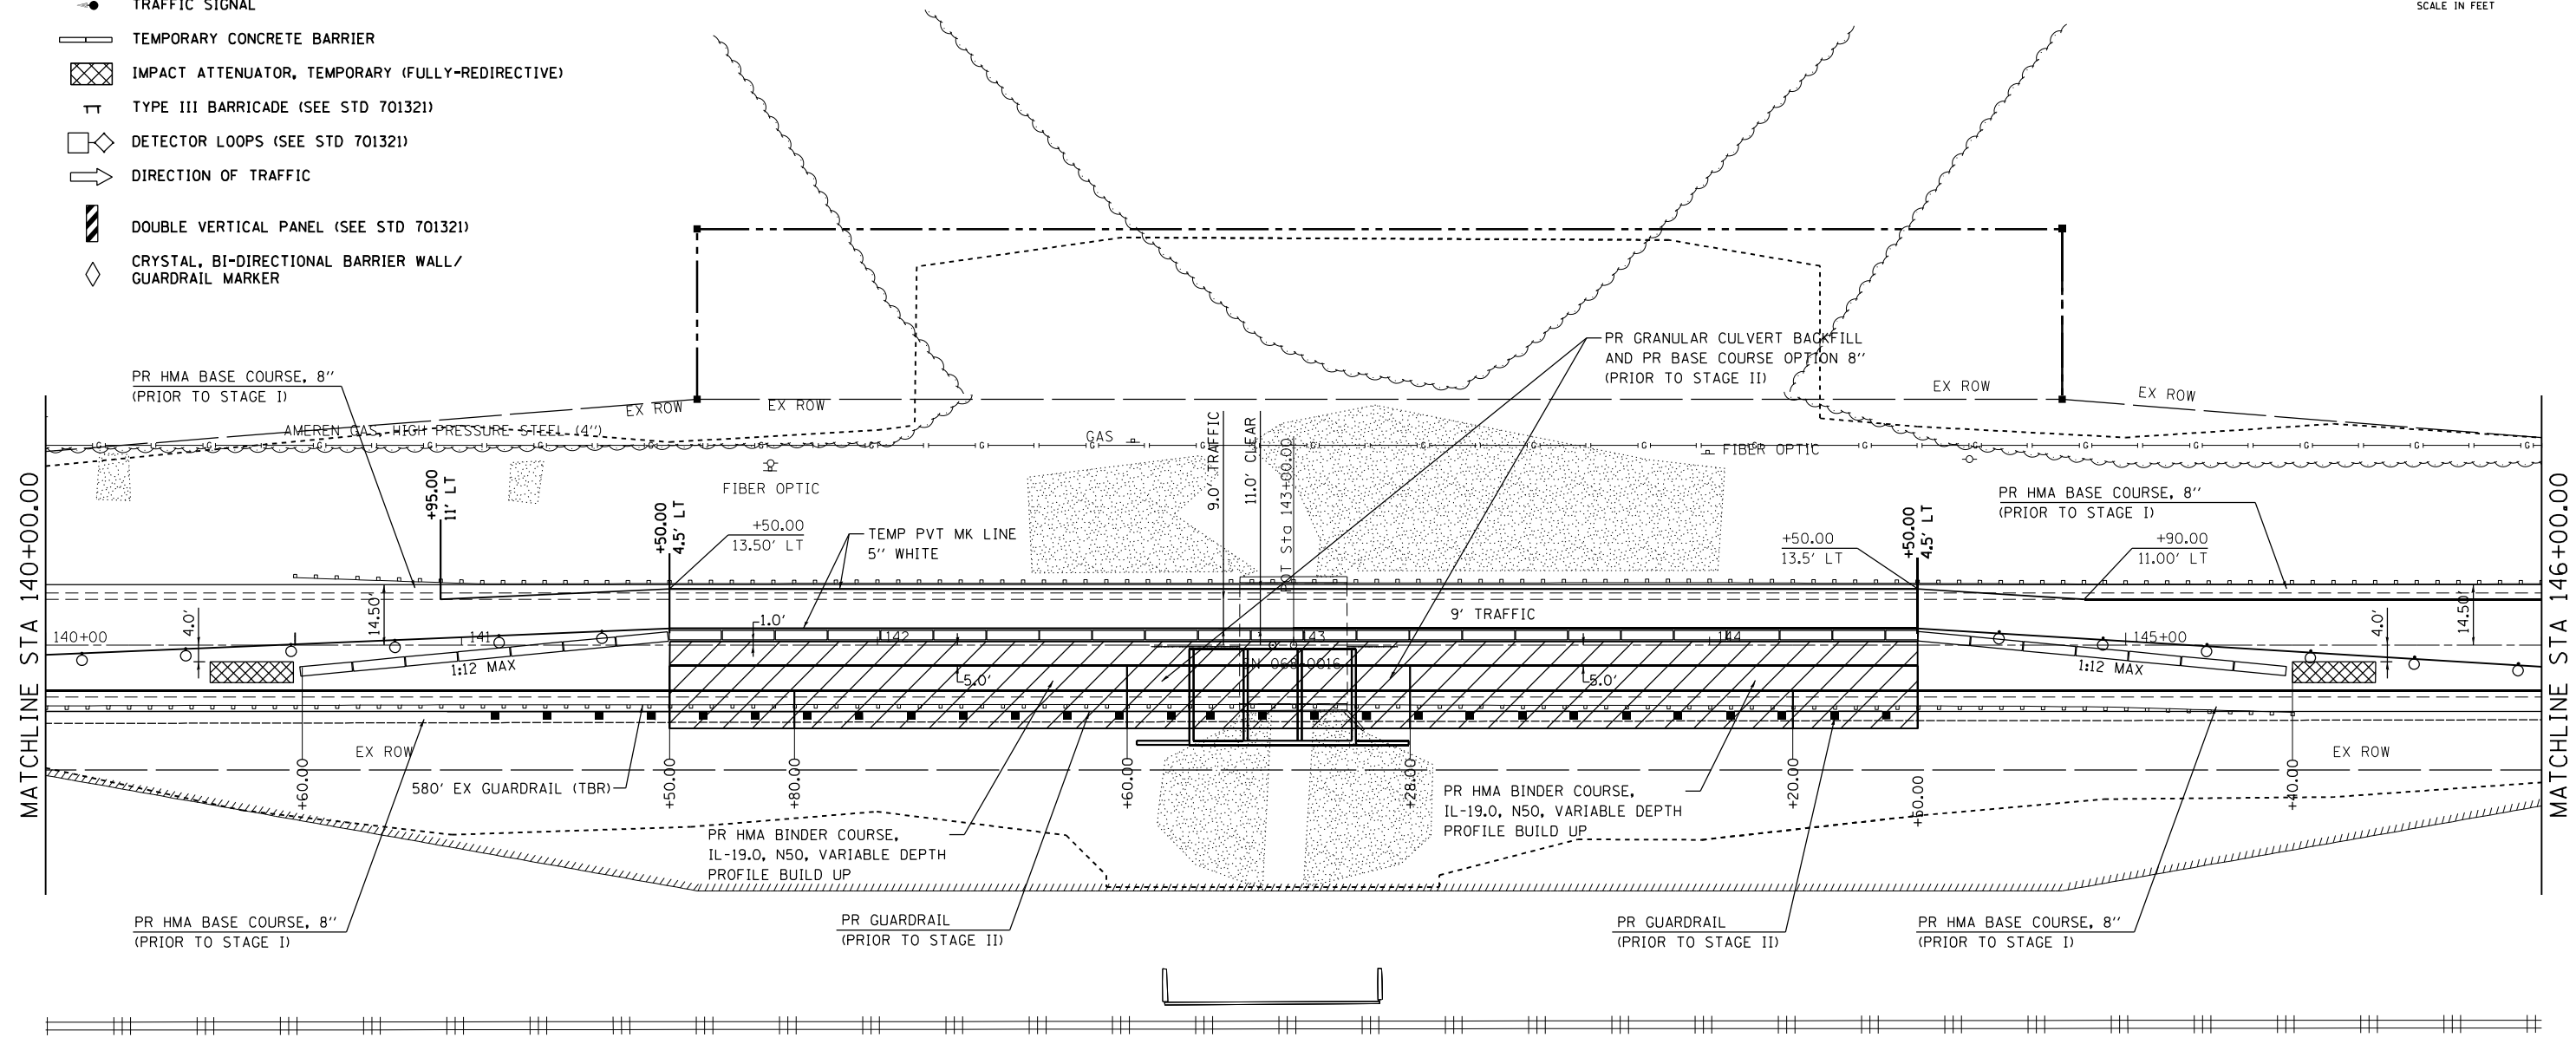 TRAFFIC SIGNAL
SCALE IN FEET
TEMPORARY CONCRETE BARRIER
IMPACT ATTENUATOR, TEMPORARY (FULLY-REDIRECTIVE)
TYPE III BARRICADE (SEE STD 701321)
DETECTOR LOOPS (SEE STD 701321)
DIRECTION OF TRAFFIC
DOUBLE VERTICAL PANEL (SEE STD 701321)
CRYSTAL, BI-DIRECTIONAL BARRIER WALL/
GUARDRAIL MARKER
PR GRANULAR CULVERT BACKFILL
AND PR BASE COURSE OPTION 8"
(PRIOR TO STAGE II)
PR HMA BASE COURSE, 8"
(PRIOR TO STAGE I)
EX ROW
EX ROW
EX ROW
EX ROW
AMEREN GAS, HIGH PRESSURE STEEL (4")
GAS
FIBER OPTIC
FIBER OPTIC
9.0' TRAFFIC
11.0' CLEAR
POT Sta 143+00.00
MATCHLINE STA 140+00.00
MATCHLINE STA 146+00.00
+95.00
11' LT
+50.00
4.5' LT
+50.00
13.50' LT
TEMP PVT MK LINE
5" WHITE
+50.00
13.5' LT
+50.00
4.5' LT
PR HMA BASE COURSE, 8"
(PRIOR TO STAGE I)
+90.00
11.00' LT
14.50'
4.0'
9' TRAFFIC
1.0'
4.0'
14.50'
140+00
141
142
43
144
145+00
1:12 MAX
1:12 MAX
5.0'
5.0'
EX ROW
EX ROW
580' EX GUARDRAIL (TBR)
+60.00
+50.00
+80.00
+60.00
+28.00
+20.00
+50.00
+40.00
PR HMA BINDER COURSE,
IL-19.0, N50, VARIABLE DEPTH
PROFILE BUILD UP
PR HMA BINDER COURSE,
IL-19.0, N50, VARIABLE DEPTH
PROFILE BUILD UP
PR HMA BASE COURSE, 8"
(PRIOR TO STAGE I)
PR GUARDRAIL
(PRIOR TO STAGE II)
PR GUARDRAIL
(PRIOR TO STAGE II)
PR HMA BASE COURSE, 8"
(PRIOR TO STAGE I)